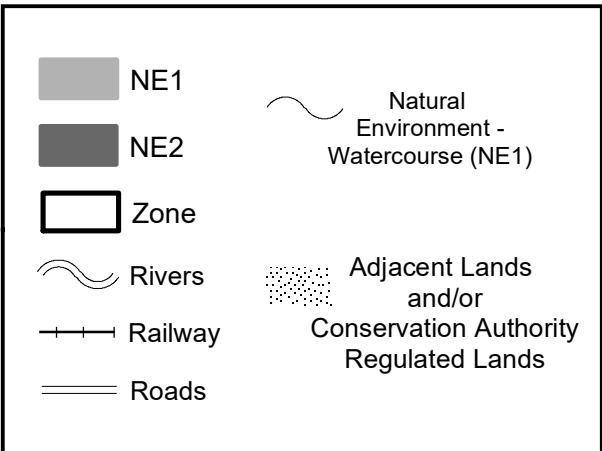 NE1
NE2
Zone
Rivers
Railway
Roads
Natural
Environment -
Watercourse (NE1)
Adjacent Lands
and/or
Conservation Authority
Regulated Lands